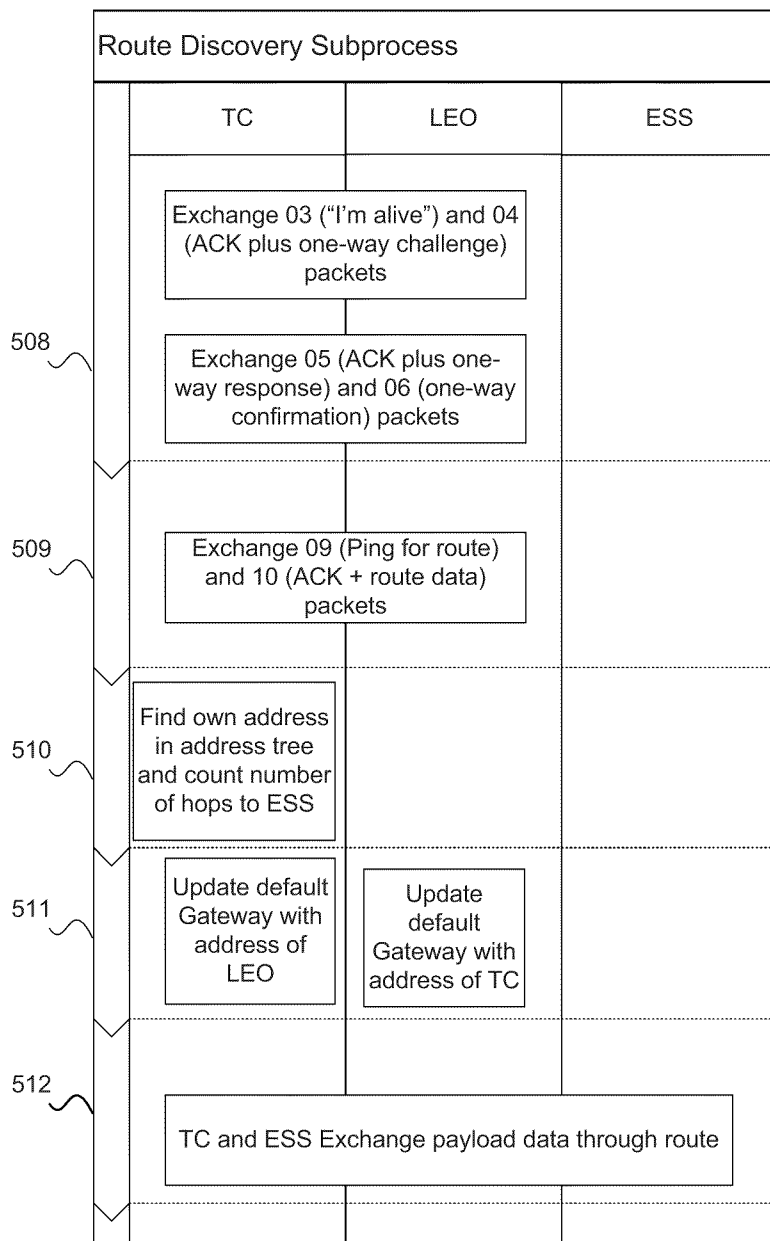 Route Discovery Subprocess
TC
LEO
ESS
Exchange 03 (“I’m alive”) and 04
(ACK plus one-way challenge)
packets
508
Exchange 05 (ACK plus one-
way response) and 06 (one-way
confirmation) packets
509
Exchange 09 (Ping for route)
and 10 (ACK + route data)
packets
510
Find own address
in address tree
and count number
of hops to ESS
511
Update default
Gateway with
address of
LEO
Update
default
Gateway with
address of TC
512
TC and ESS Exchange payload data through route